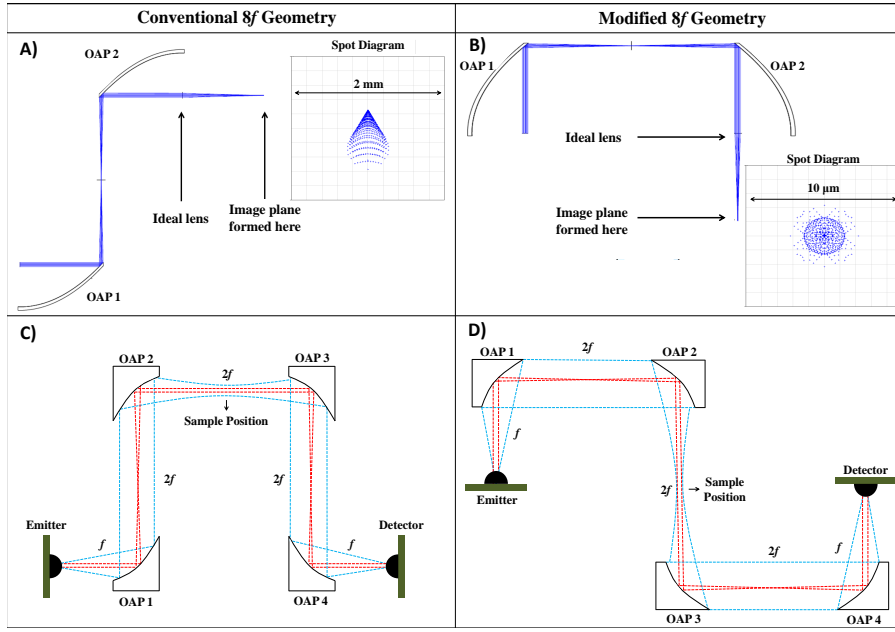 Conventional 8f Geometry
Modified 8f Geometry
A)
OAP 2
Spot Diagram
2 mm
Ideal lens
Image plane
formed here
OAP 1
B)
OAP 1
OAP 2
Ideal lens
Spot Diagram
10 µm
Image plane
formed here
C)
OAP 2
OAP 3
2f
Sample Position
2f
2f
Emitter
Detector
f
f
OAP 1
OAP 4
D)
OAP 1
OAP 2
2f
f
Emitter
2f
Sample
Position
Detector
2f
f
OAP 3
OAP 4